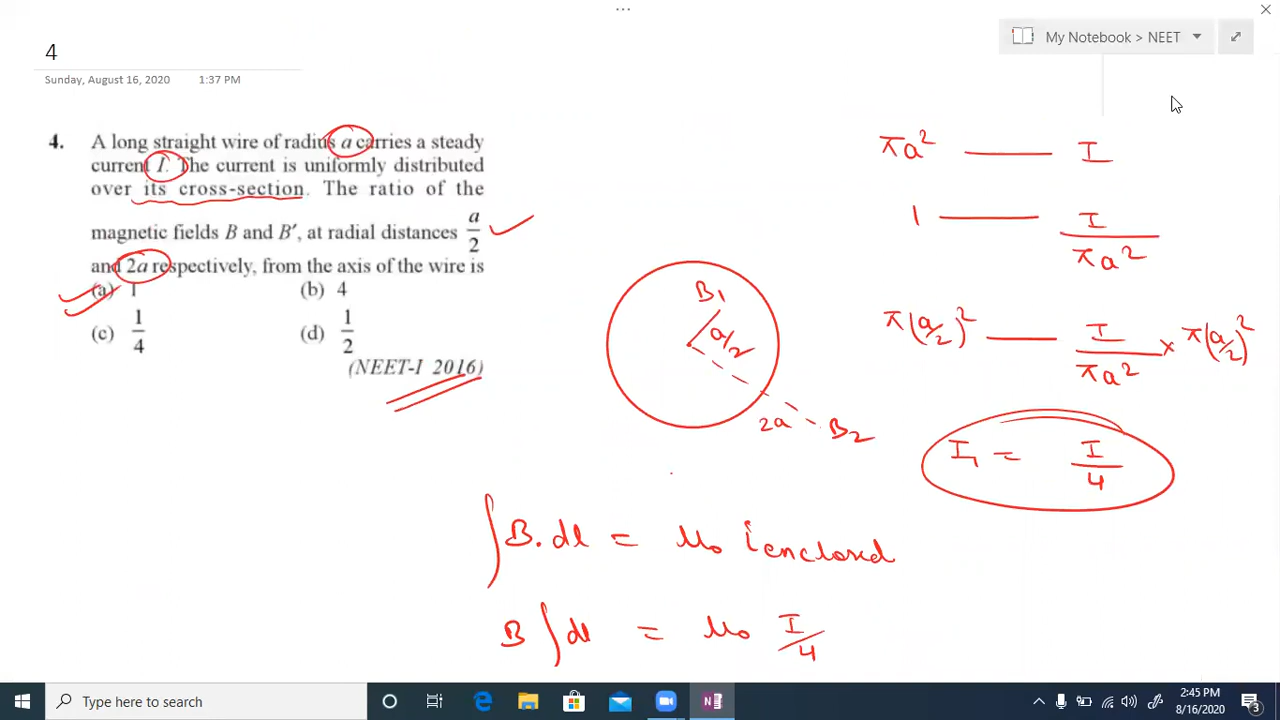 ...
My Notebook > NEET
4
Sunday, August 16, 2020 1:37 PM
4. A long straight wire of radius a carries a steady
current I. The current is uniformly distributed
over its cross-section. The ratio of the
magnetic fields B and B′, at radial distances a/2
and 2a respectively, from the axis of the wire is
(a) 1 (b) 4
(c) 1/4 (d) 1/2
(NEET-I 2016)
πa² — I
1 — I/πa²
π(a/2)² — I/πa² × π(a/2)²
I₁ = I/4
B₁
a/2
2a
B₂
∫B.dl = μ₀ i enclosed
B∫dl = μ₀ I/4
Type here to search
2:45 PM
8/16/2020
3